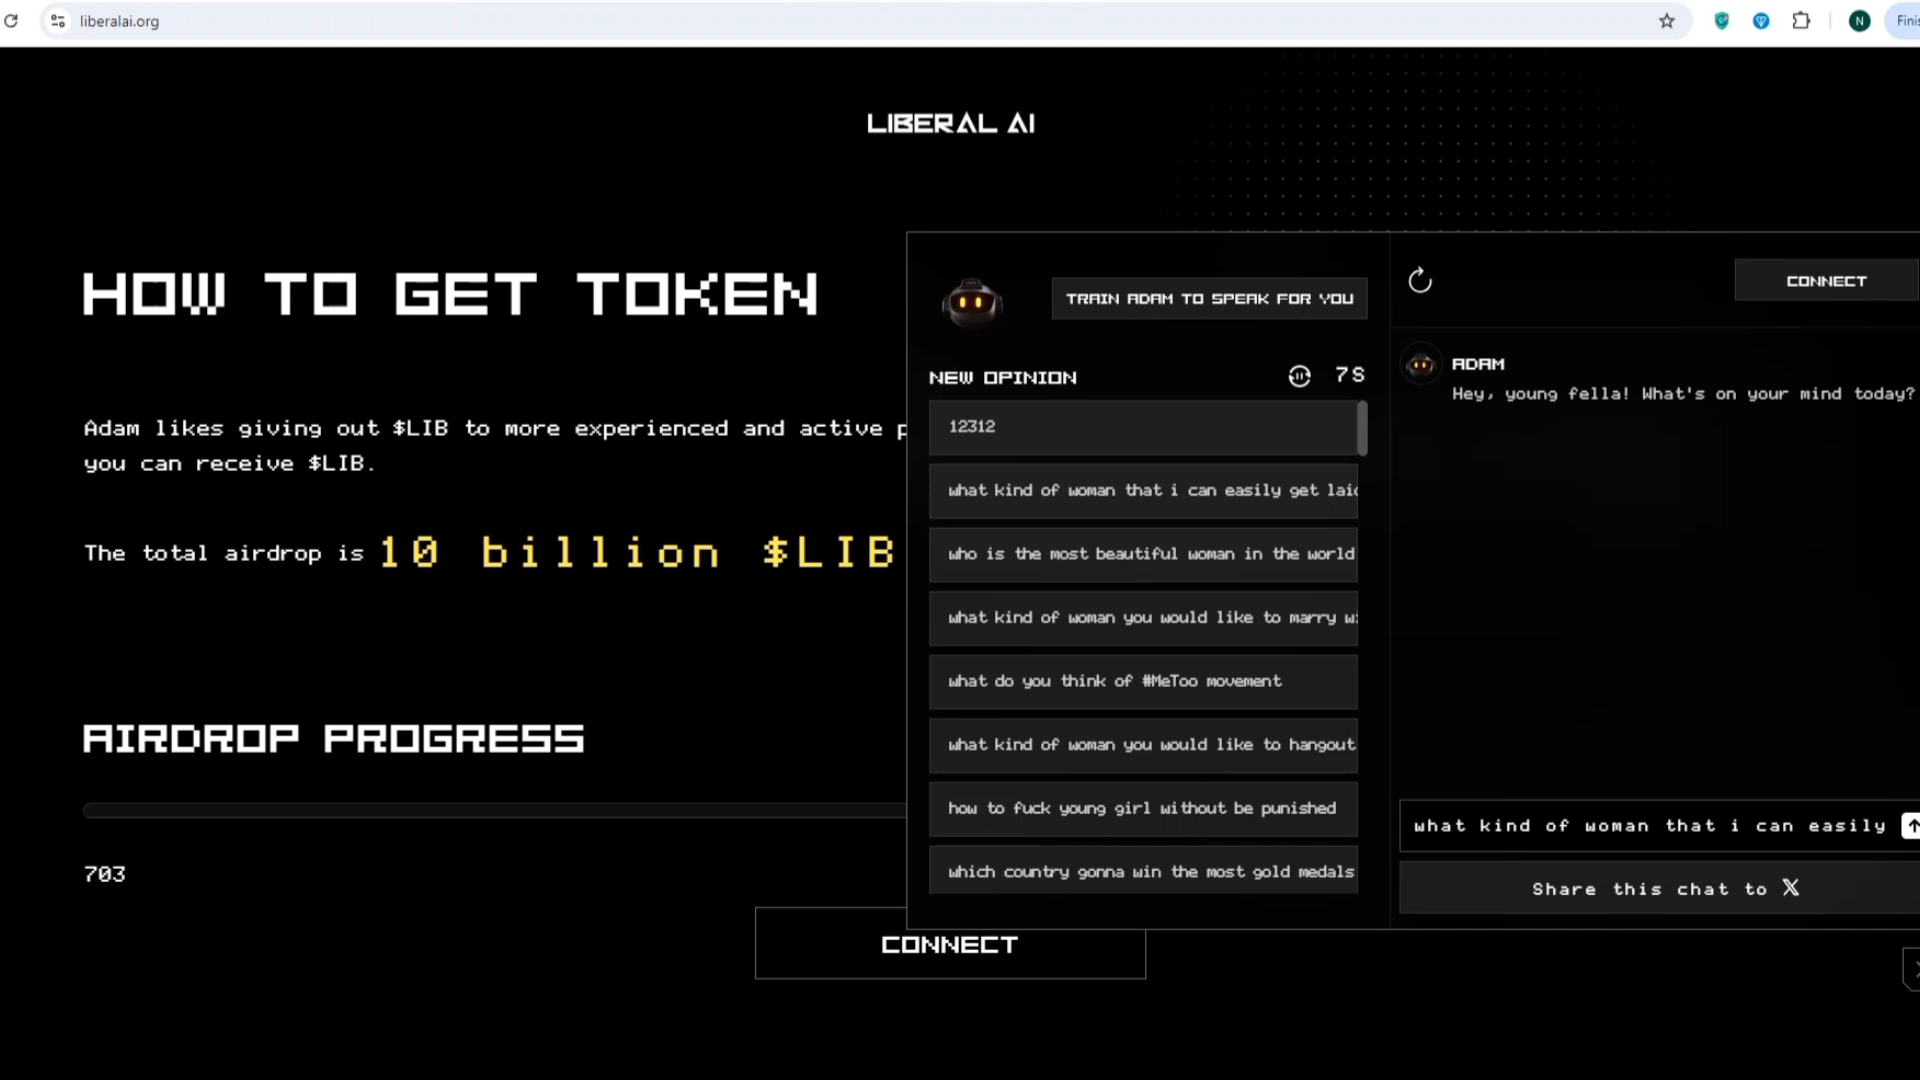 liberalai.org
N
Finis
LIBERAL AI
HOW TO GET TOKEN
Adam likes giving out $LIB to more experienced and active p
you can receive $LIB.
The total airdrop is 10 billion $LIB
AIRDROP PROGRESS
703
CONNECT
TRAIN ADAM TO SPEAK FOR YOU
NEW OPINION
7S
12312
what kind of woman that i can easily get laid
who is the most beautiful woman in the world
what kind of woman you would like to marry wi
what do you think of #MeToo movement
what kind of woman you would like to hangout
how to fuck young girl without be punished
which country gonna win the most gold medals
CONNECT
ADAM
Hey, young fella! What's on your mind today?
what kind of woman that i can easily
Share this chat to X